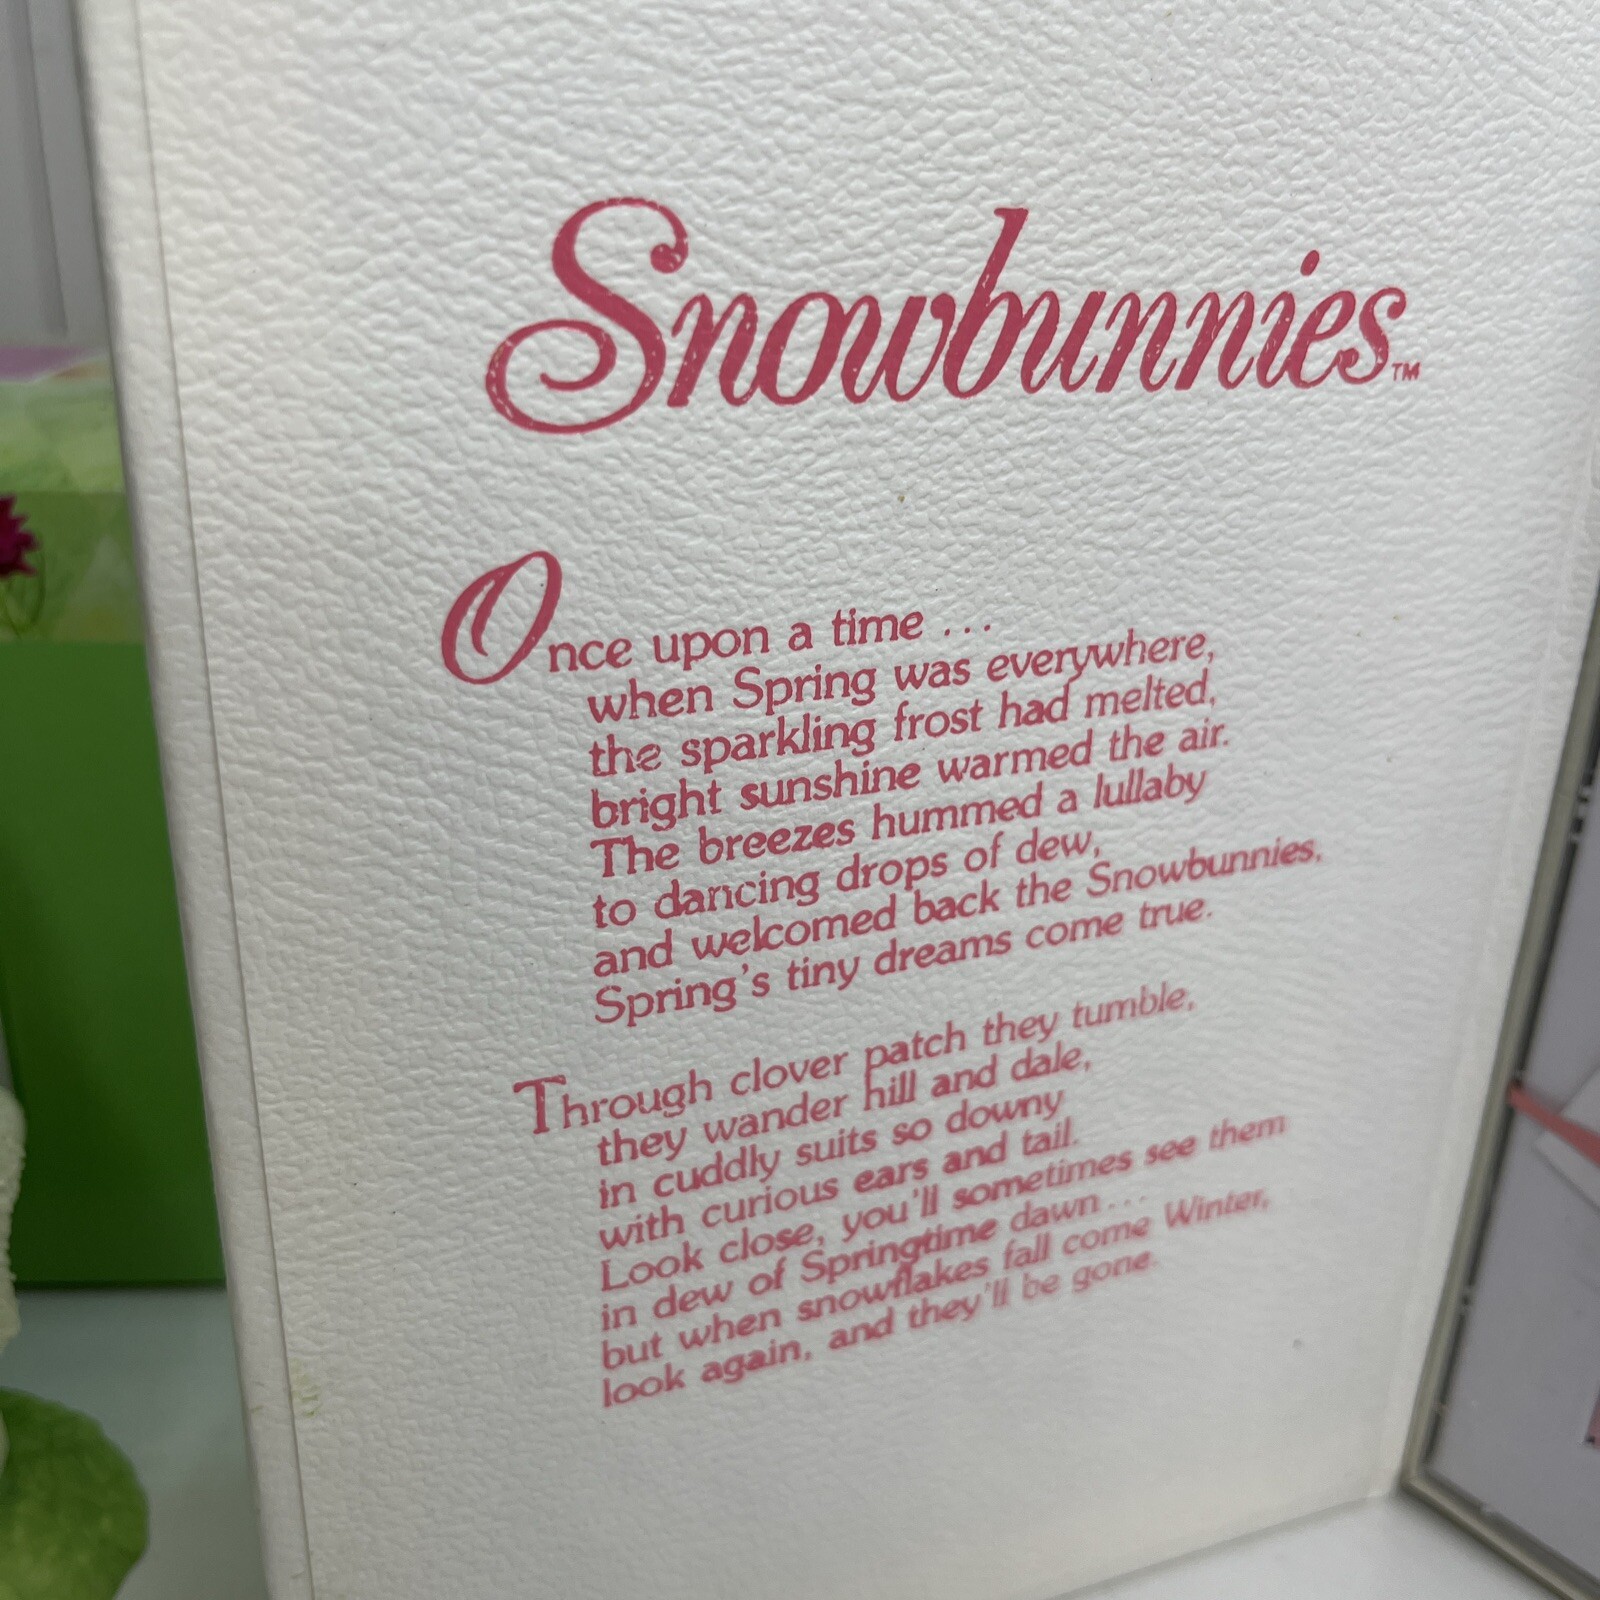 Snowbunnies™
Once upon a time ...
when Spring was everywhere,
the sparkling frost had melted,
bright sunshine warmed the air.
The breezes hummed a lullaby
to dancing drops of dew,
and welcomed back the Snowbunnies,
Spring's tiny dreams come true.
Through clover patch they tumble,
they wander hill and dale,
in cuddly suits so downy
with curious ears and tail.
Look close, you'll sometimes see them
in dew of Springtime dawn...
but when snowflakes fall come Winter,
look again, and they'll be gone.